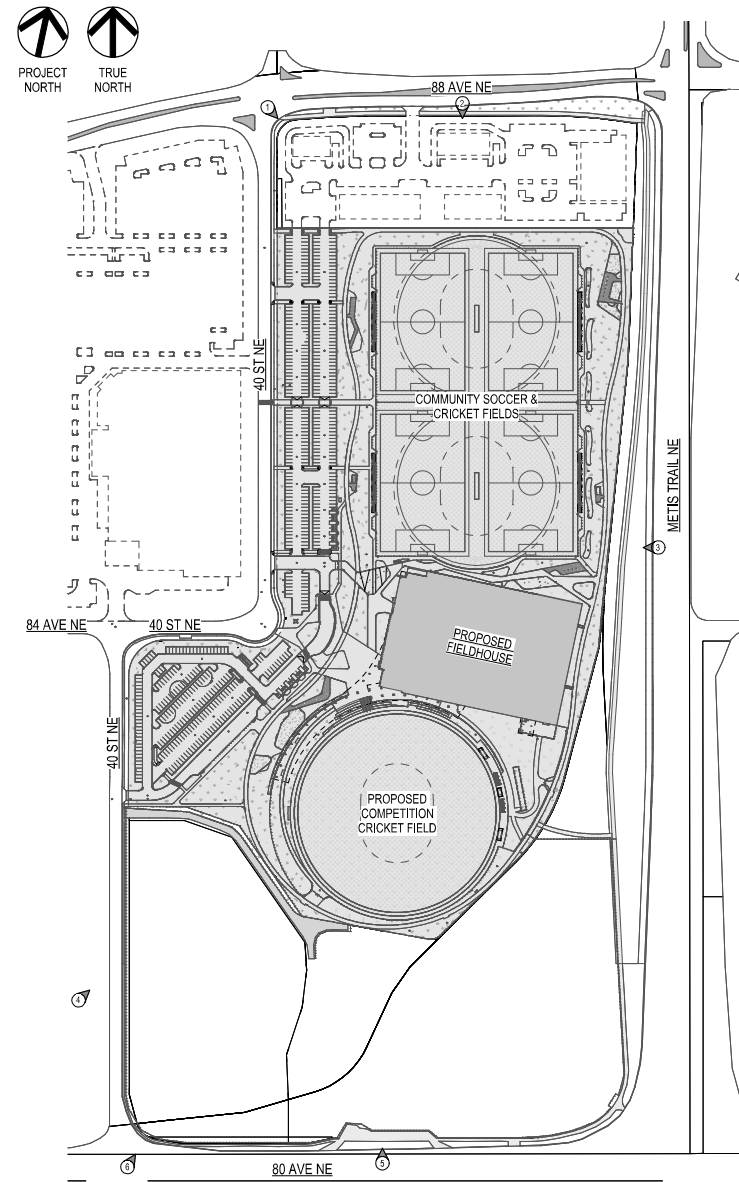 PROJECT
NORTH
TRUE
NORTH
88 AVE NE
1
2
40 ST NE
COMMUNITY SOCCER &
CRICKET FIELDS
METIS TRAIL NE
3
84 AVE NE
40 ST NE
PROPOSED
FIELDHOUSE
40 ST NE
PROPOSED
COMPETITION
CRICKET FIELD
4
5
6
80 AVE NE